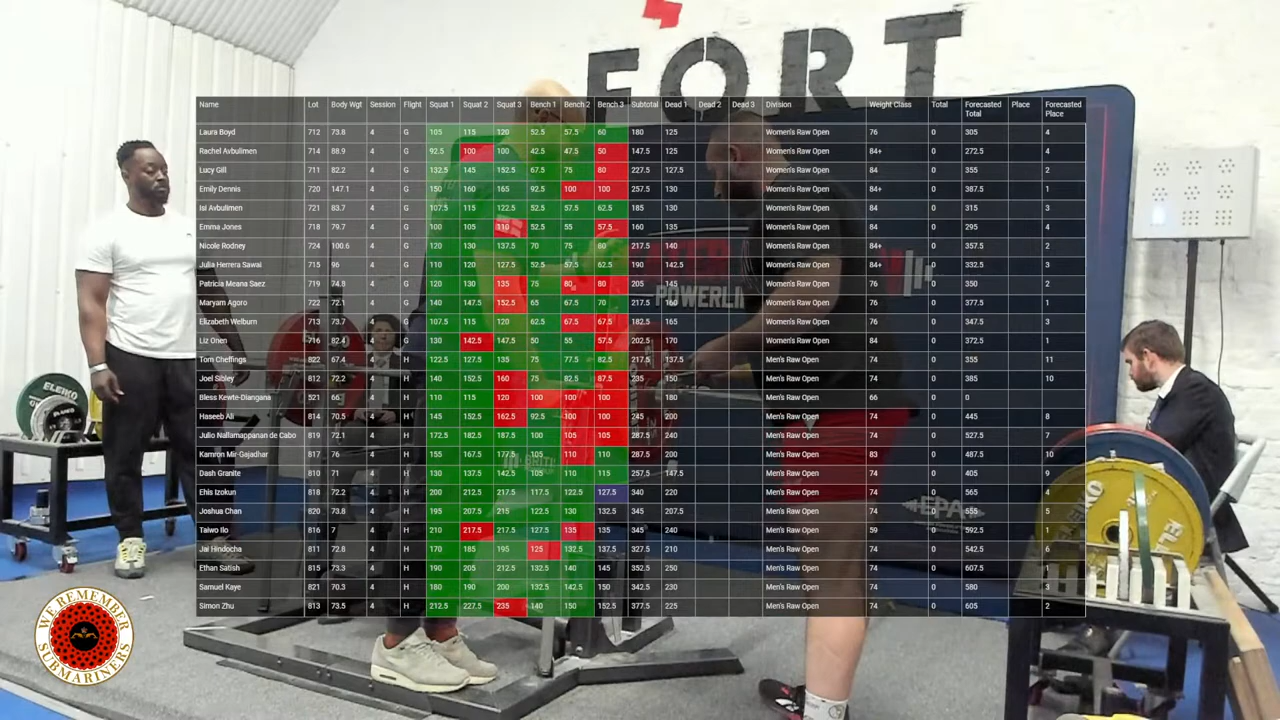 FORT
Name Lot Body Wgt Session Flight Squat 1 Squat 2 Squat 3 Bench 1 Bench 2 Bench 3 Subtotal Dead 1 Dead 2 Dead 3 Division Weight Class Total Forecasted Total Place Forecasted Place
Laura Boyd 712 73.8 4 G 105 115 120 52.5 57.5 60 180 125 Women's Raw Open 76 0 305 4
Rachel Avbulimen 714 88.9 4 G 92.5 100 100 42.5 47.5 50 147.5 125 Women's Raw Open 84+ 0 272.5 4
Lucy Gill 711 82.2 4 G 132.5 145 152.5 67.5 75 80 227.5 127.5 Women's Raw Open 84 0 355 2
Emily Dennis 720 147.1 4 G 150 160 165 92.5 100 100 257.5 130 Women's Raw Open 84+ 0 387.5 1
Isi Avbulimen 721 83.7 4 G 107.5 115 122.5 52.5 57.5 62.5 185 130 Women's Raw Open 84 0 315 3
Emma Jones 718 79.7 4 G 100 105 110 52.5 55 57.5 160 135 Women's Raw Open 84 0 295 4
Nicole Rodney 724 100.6 4 G 120 130 137.5 70 75 80 217.5 140 Women's Raw Open 84+ 0 357.5 2
Julia Herrera Sawai 715 96 4 G 110 120 127.5 52.5 57.5 62.5 190 142.5 Women's Raw Open 84+ 0 332.5 3
Patricia Meana Saez 719 74.8 4 G 120 130 135 75 80 80 205 145 Women's Raw Open 76 0 350 2
Maryam Agoro 722 72.1 4 G 140 147.5 152.5 65 67.5 70 217.5 160 Women's Raw Open 76 0 377.5 1
Elizabeth Welburn 713 73.7 4 G 107.5 115 120 62.5 67.5 67.5 182.5 165 Women's Raw Open 76 0 347.5 3
Liz Onen 716 82.4 4 G 130 142.5 147.5 50 55 57.5 202.5 170 Women's Raw Open 84 0 372.5 1
Tom Cheffings 822 67.4 4 H 122.5 127.5 135 75 77.5 82.5 217.5 137.5 Men's Raw Open 74 0 355 11
Joel Sibley 812 72.2 4 H 140 152.5 160 75 82.5 87.5 235 150 Men's Raw Open 74 0 385 10
Bless Kewte-Diangana 521 66 4 H 110 115 120 100 100 100 180 Men's Raw Open 66 0 0
Haseeb Ali 814 70.5 4 H 145 152.5 162.5 92.5 100 100 245 200 Men's Raw Open 74 0 445 8
Julio Nallamappanan de Cabo 819 72.1 4 H 172.5 182.5 187.5 100 105 105 287.5 240 Men's Raw Open 74 0 527.5 7
Kamron Mir-Gajadhar 817 76 4 H 155 167.5 177.5 105 110 110 287.5 200 Men's Raw Open 83 0 487.5 10
Dash Granite 810 71 4 H 130 137.5 142.5 105 110 115 257.5 147.5 Men's Raw Open 74 0 405 9
Ehis Izokun 818 72.2 4 H 200 212.5 217.5 117.5 122.5 127.5 340 220 Men's Raw Open 74 0 565 4
Joshua Chan 820 73.8 4 H 195 207.5 215 122.5 130 132.5 345 207.5 Men's Raw Open 74 0 555 5
Taiwo Ilo 816 7 4 H 210 217.5 217.5 127.5 135 135 345 240 Men's Raw Open 59 0 592.5 1
Jai Hindocha 811 72.8 4 H 170 185 195 125 132.5 137.5 327.5 210 Men's Raw Open 74 0 542.5 6
Ethan Satish 815 73.3 4 H 190 205 212.5 132.5 140 145 352.5 250 Men's Raw Open 74 0 607.5 1
Samuel Kaye 821 70.3 4 H 180 190 200 132.5 142.5 150 342.5 230 Men's Raw Open 74 0 580 3
Simon Zhu 813 73.5 4 H 212.5 227.5 235 140 150 152.5 377.5 225 Men's Raw Open 74 0 605 2
POWERLI
EPA
ELEIKO
WE REMEMBER
SUBMARINERS